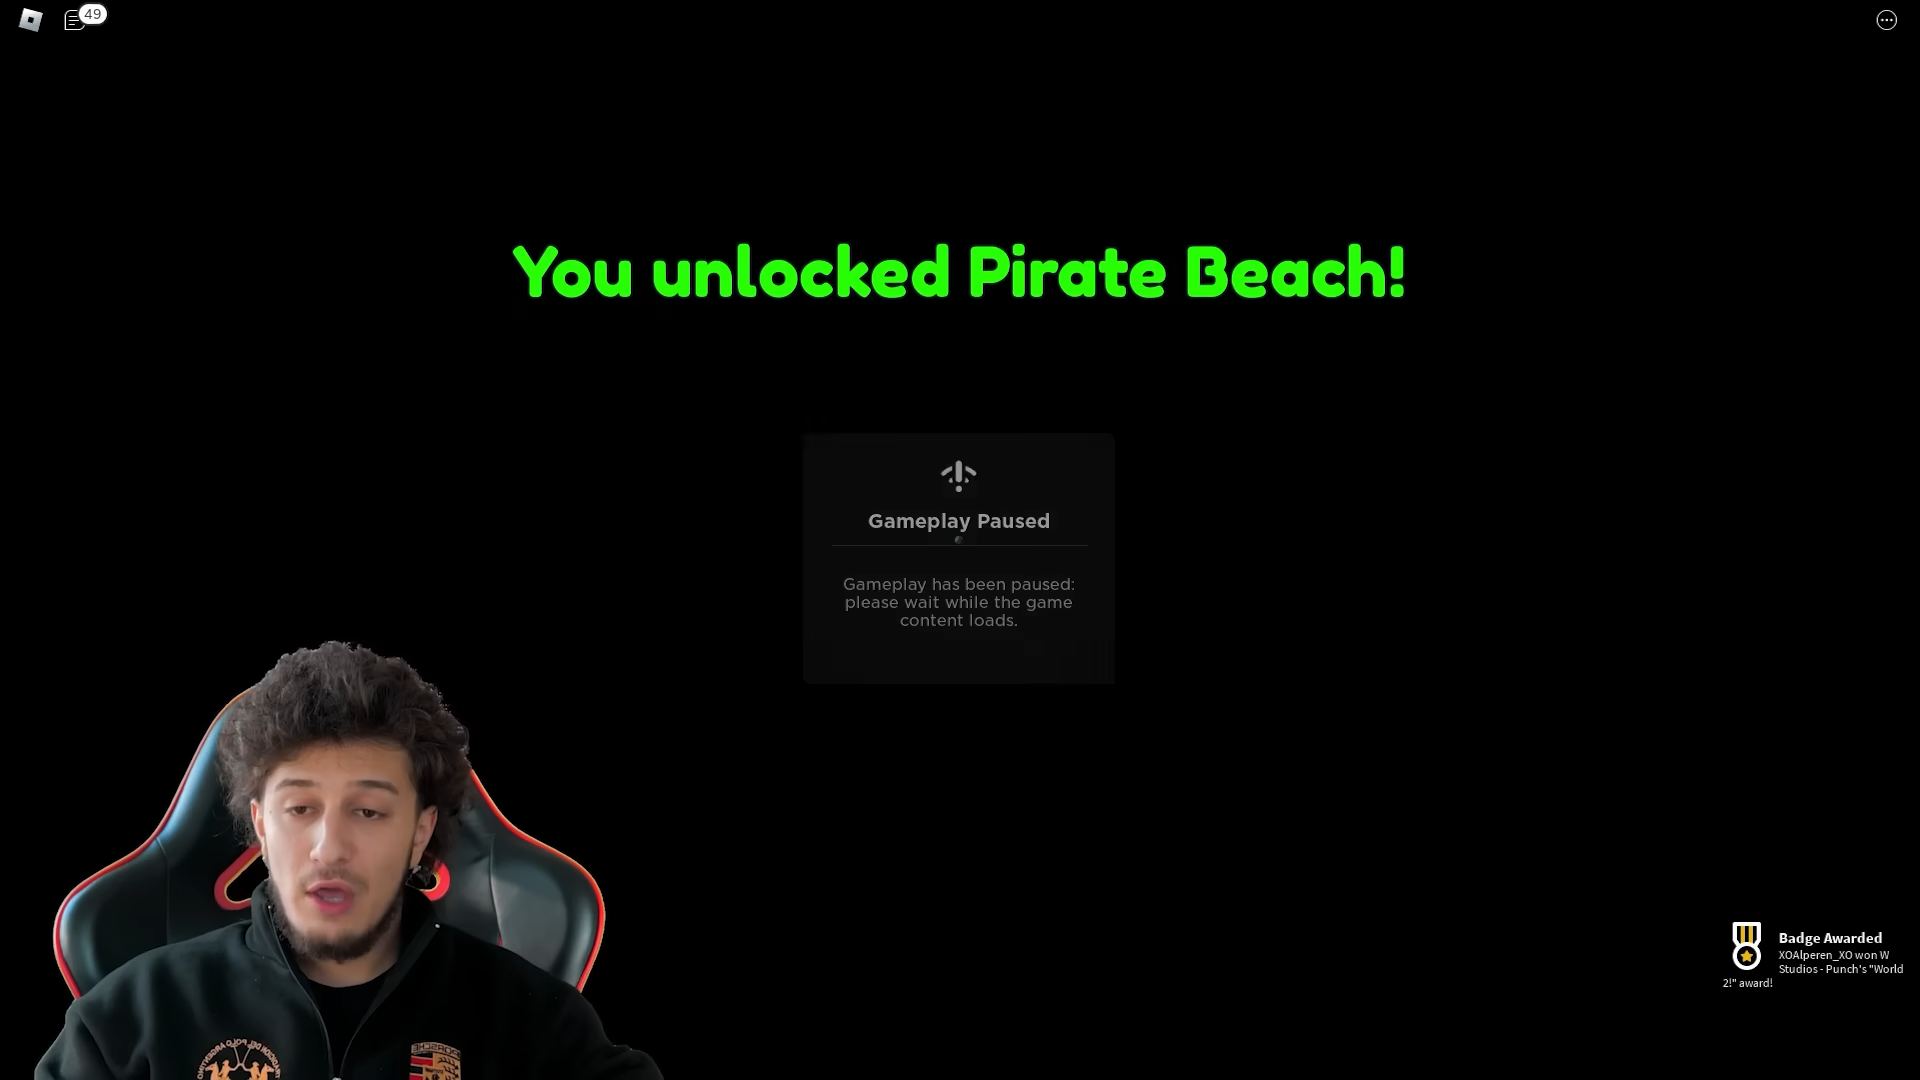 49
You unlocked Pirate Beach!
Gameplay Paused
Gameplay has been paused:
please wait while the game
content loads.
Badge Awarded
XOAlperen_XO won W
Studios - Punch's "World
2!" award!
PORSCHE